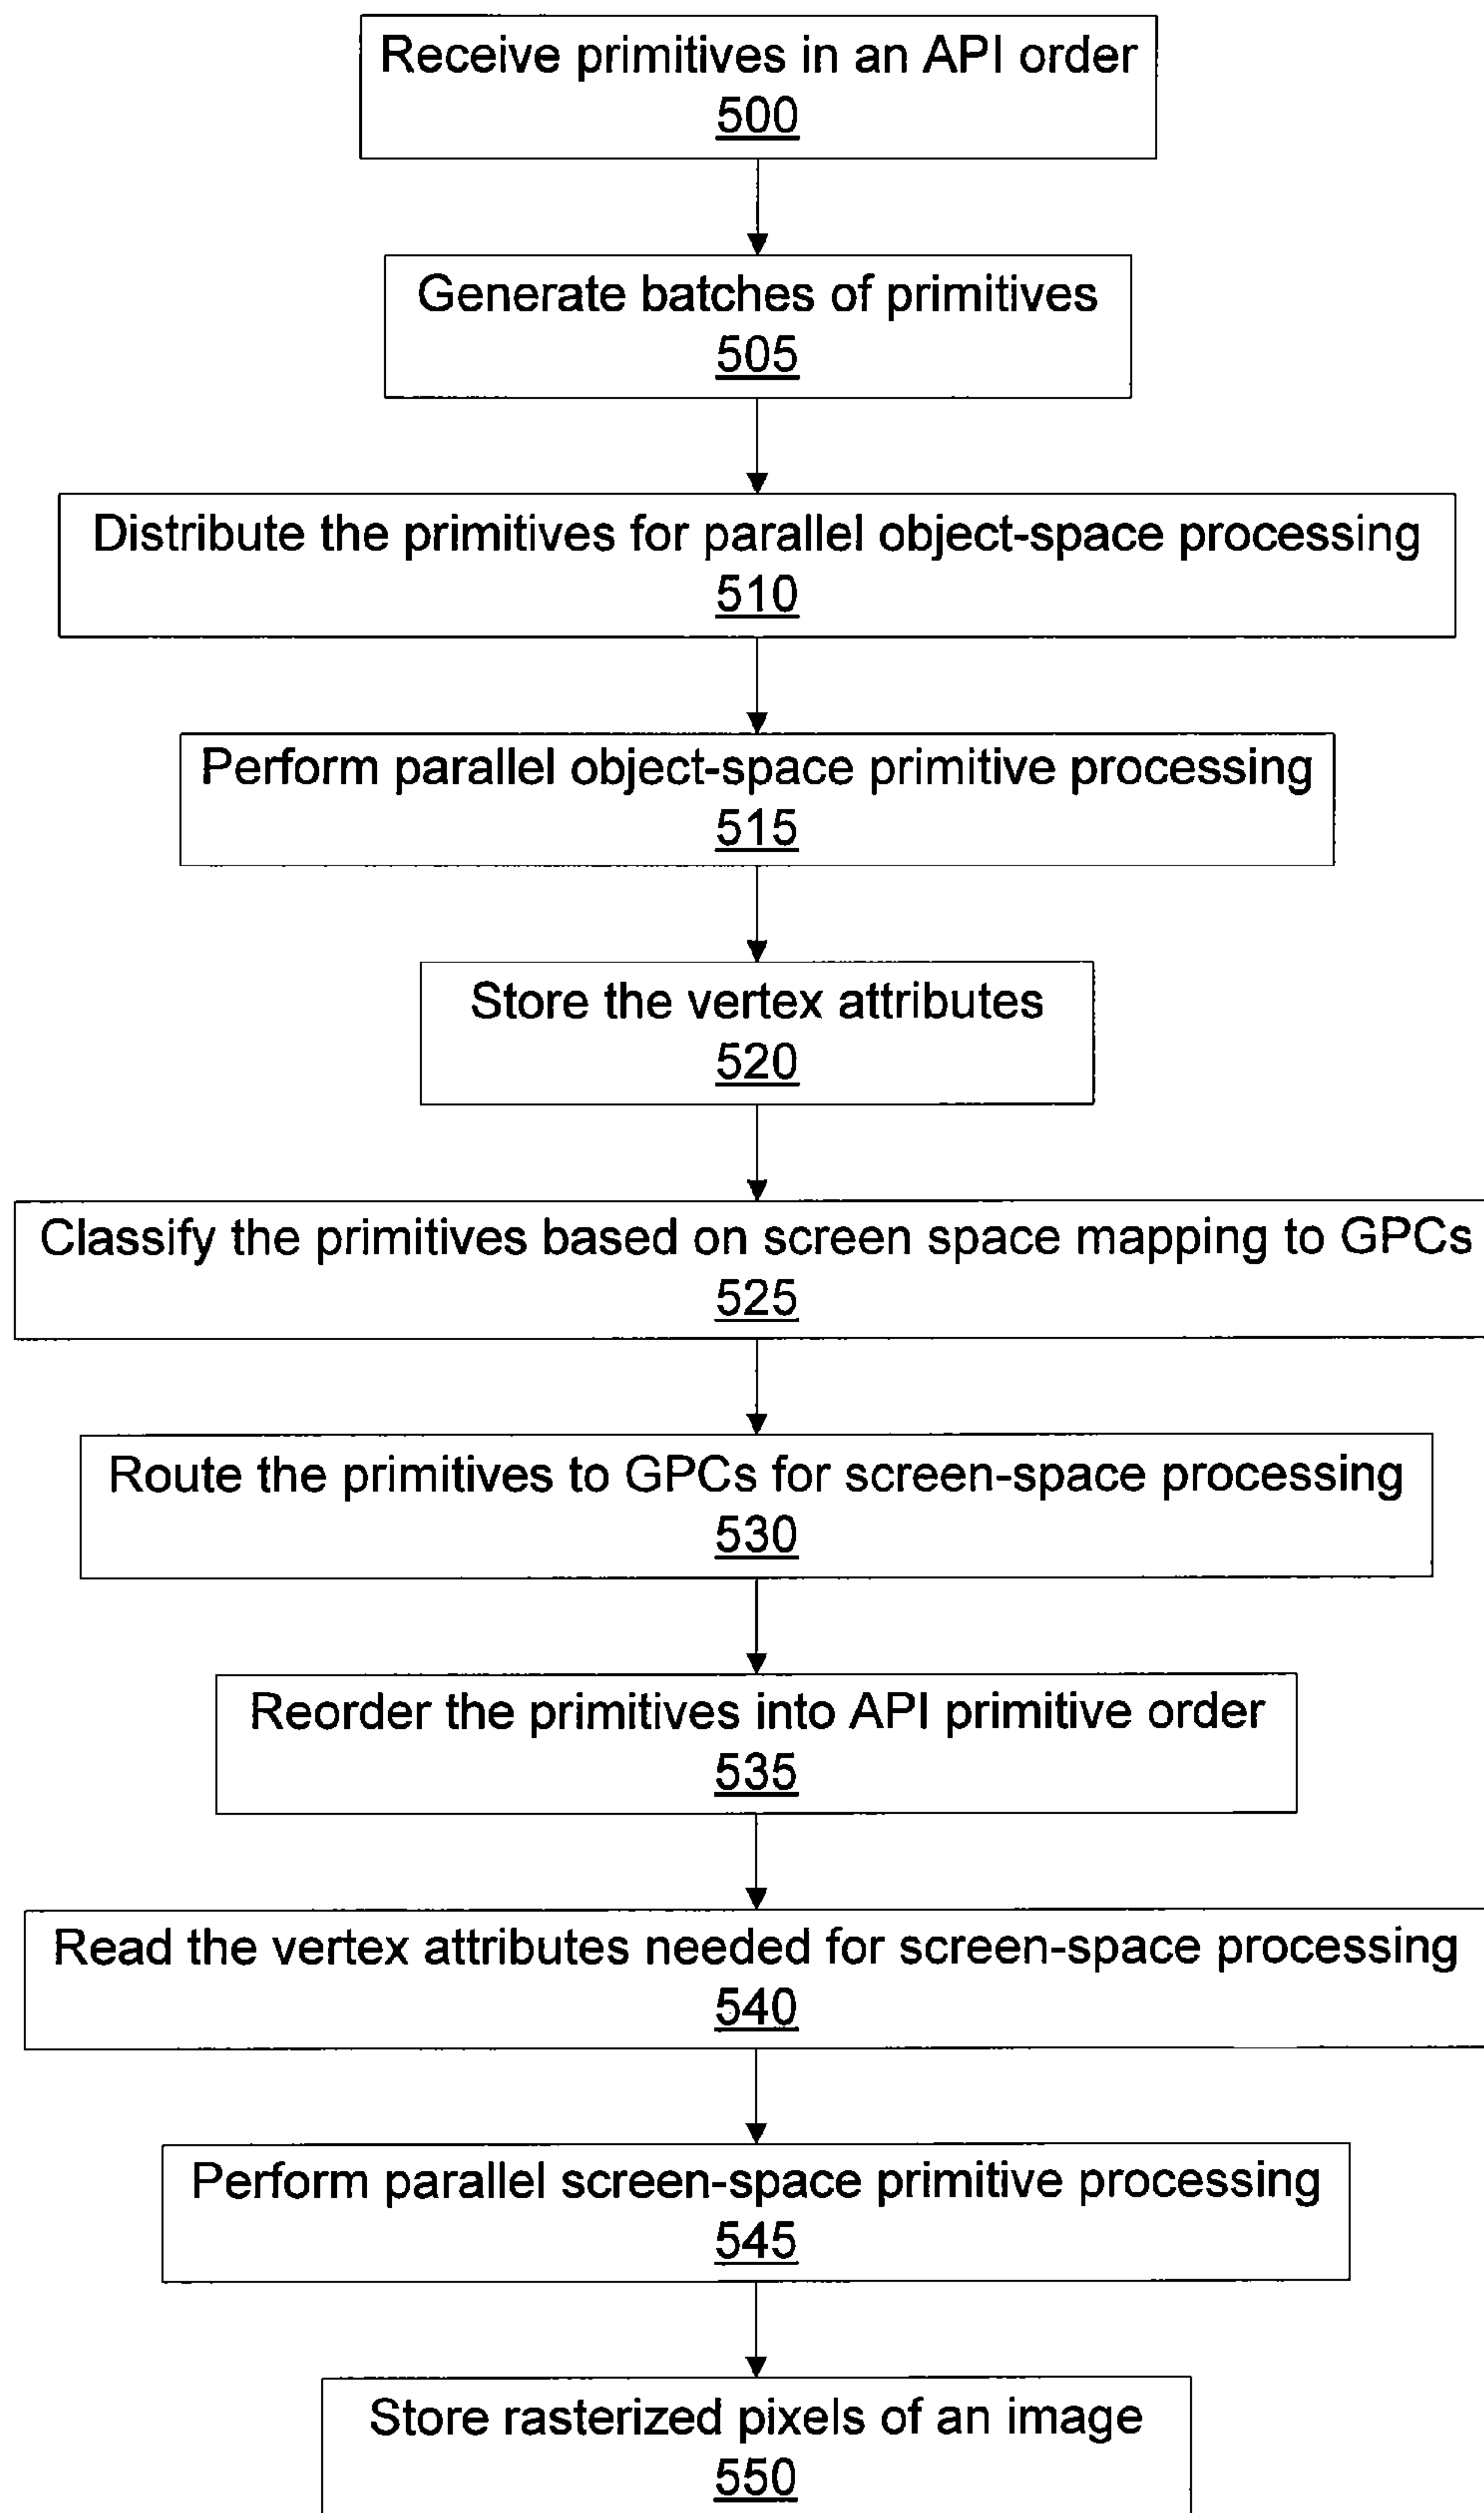 Receive primitives in an API order
500
Generate batches of primitives
505
Distribute the primitives for parallel object-space processing
510
Perform parallel object-space primitive processing
515
Store the vertex attributes
520
Classify the primitives based on screen space mapping to GPCs
525
Route the primitives to GPCs for screen-space processing
530
Reorder the primitives into API primitive order
535
Read the vertex attributes needed for screen-space processing
540
Perform parallel screen-space primitive processing
545
Store rasterized pixels of an image
550